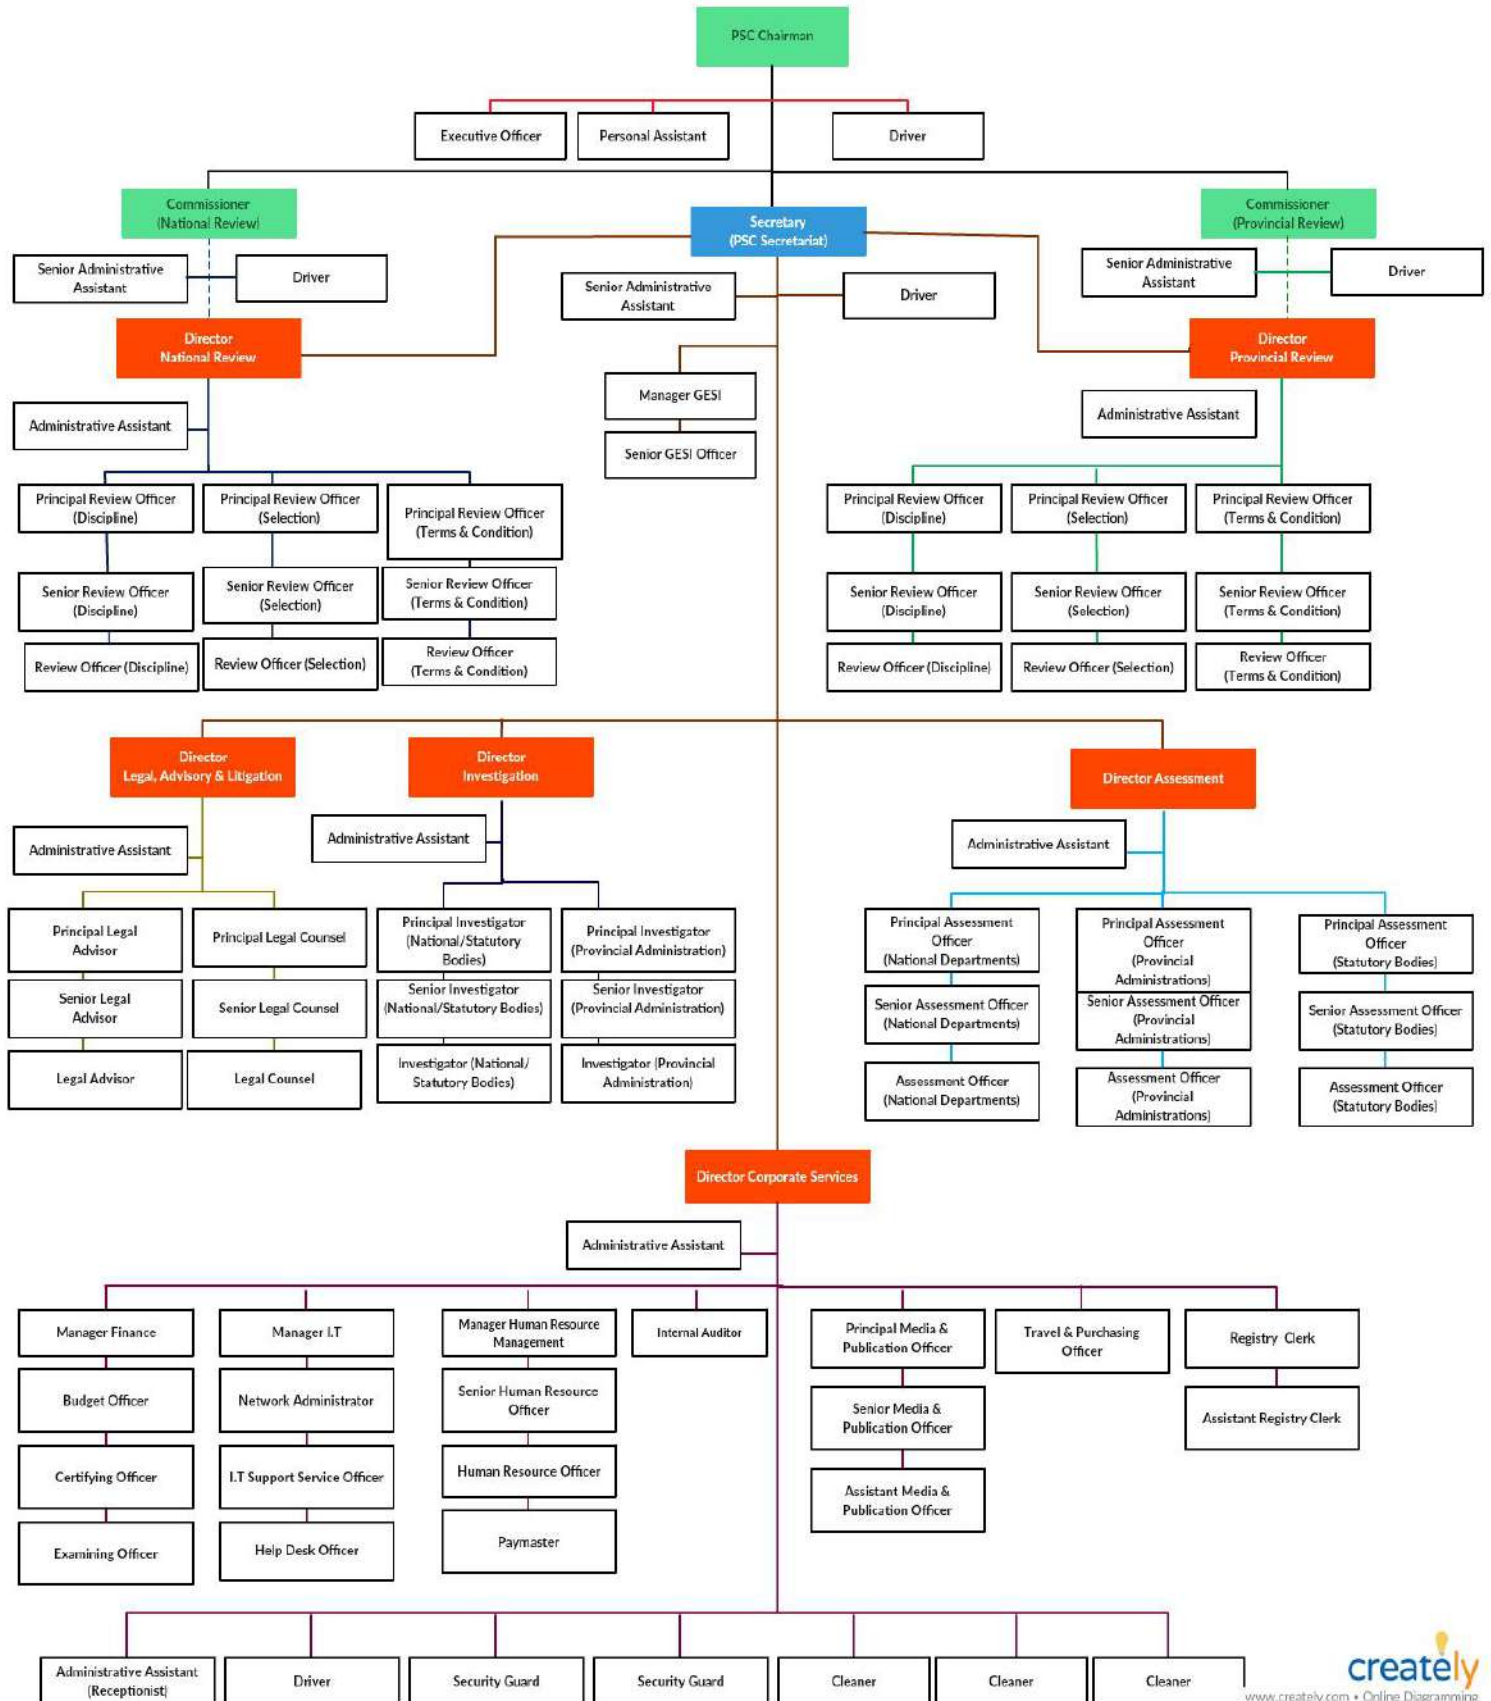 PSC Chairman
Executive Officer
Personal Assistant
Driver
Commissioner
(National Review)
Secretary
(PSC Secretariat)
Commissioner
(Provincial Review)
Senior Administrative
Assistant
Driver
Senior Administrative
Assistant
Driver
Senior Administrative
Assistant
Driver
Director
National Review
Director
Provincial Review
Manager GESI
Senior GESI Officer
Administrative Assistant
Administrative Assistant
Principal Review Officer
(Discipline)
Principal Review Officer
(Selection)
Principal Review Officer
(Terms & Condition)
Principal Review Officer
(Discipline)
Principal Review Officer
(Selection)
Principal Review Officer
(Terms & Condition)
Senior Review Officer
(Discipline)
Senior Review Officer
(Selection)
Senior Review Officer
(Terms & Condition)
Senior Review Officer
(Discipline)
Senior Review Officer
(Selection)
Senior Review Officer
(Terms & Condition)
Review Officer (Discipline)
Review Officer (Selection)
Review Officer
(Terms & Condition)
Review Officer (Discipline)
Review Officer (Selection)
Review Officer
(Terms & Condition)
Director
Legal, Advisory & Litigation
Director
Investigation
Director Assessment
Administrative Assistant
Administrative Assistant
Administrative Assistant
Principal Legal
Advisor
Principal Legal Counsel
Principal Investigator
(National/Statutory
Bodies)
Principal Investigator
(Provincial Administration)
Principal Assessment
Officer
(National Departments)
Principal Assessment
Officer
(Provincial
Administrations)
Principal Assessment
Officer
(Statutory Bodies)
Senior Legal
Advisor
Senior Legal Counsel
Senior Investigator
(National/Statutory Bodies)
Senior Investigator
(Provincial Administration)
Senior Assessment Officer
(National Departments)
Senior Assessment Officer
(Provincial
Administrations)
Senior Assessment Officer
(Statutory Bodies)
Legal Advisor
Legal Counsel
Investigator (National/
Statutory Bodies)
Investigator (Provincial
Administration)
Assessment Officer
(National Departments)
Assessment Officer
(Provincial
Administrations)
Assessment Officer
(Statutory Bodies)
Director Corporate Services
Administrative Assistant
Manager Finance
Manager I.T
Manager Human Resource
Management
Internal Auditor
Principal Media &
Publication Officer
Travel & Purchasing
Officer
Registry Clerk
Budget Officer
Network Administrator
Senior Human Resource
Officer
Senior Media &
Publication Officer
Assistant Registry Clerk
Certifying Officer
I.T Support Service Officer
Human Resource Officer
Assistant Media &
Publication Officer
Examining Officer
Help Desk Officer
Paymaster
Administrative Assistant
(Receptionist)
Driver
Security Guard
Security Guard
Cleaner
Cleaner
Cleaner
creately
www.creately.com • Online Diagramming